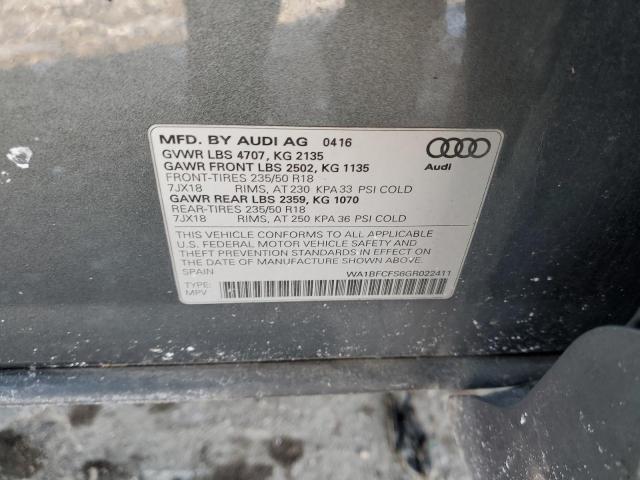 MFD. BY AUDI AG 0416
GVWR LBS 4707, KG 2135
GAWR FRONT LBS 2502, KG 1135
FRONT-TIRES 235/50 R18
7JX18 RIMS, AT 230 KPA 33 PSI COLD
GAWR REAR LBS 2359, KG 1070
REAR-TIRES 235/50 R18
7JX18 RIMS, AT 250 KPA 36 PSI COLD
Audi
THIS VEHICLE CONFORMS TO ALL APPLICABLE
U.S. FEDERAL MOTOR VEHICLE SAFETY AND
THEFT PREVENTION STANDARDS IN EFFECT ON
THE DATE OF MANUFACTURE SHOWN ABOVE.
SPAIN WA1BFCFS6GR022411
TYPE:
MPV